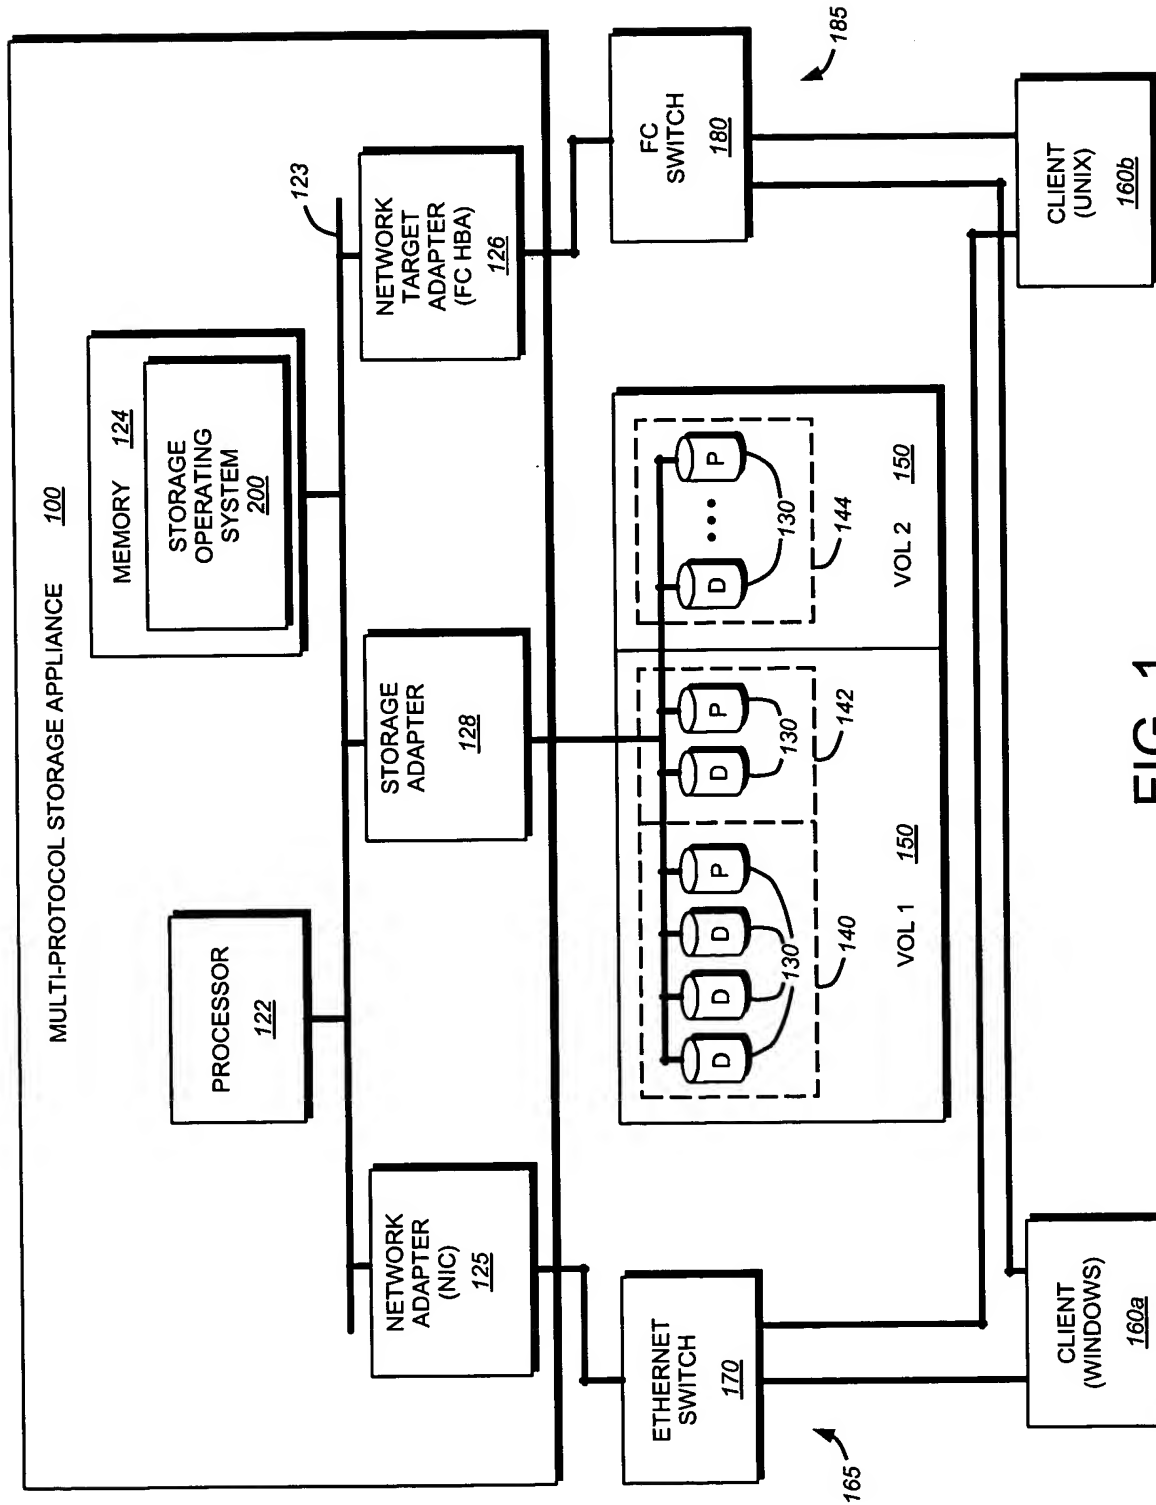 MULTI-PROTOCOL STORAGE APPLIANCE 100
PROCESSOR
122
MEMORY 124
STORAGE
OPERATING
SYSTEM
200
123
NETWORK
ADAPTER
(NIC)
125
STORAGE
ADAPTER
128
NETWORK
TARGET
ADAPTER
(FC HBA)
126
ETHERNET
SWITCH
170
D
D
D
P
130
140
D
P
130
142
D
P
130
144
VOL 1 150
VOL 2 150
FC
SWITCH
180
165
185
CLIENT
(WINDOWS)
160a
CLIENT
(UNIX)
160b
FIG. 1